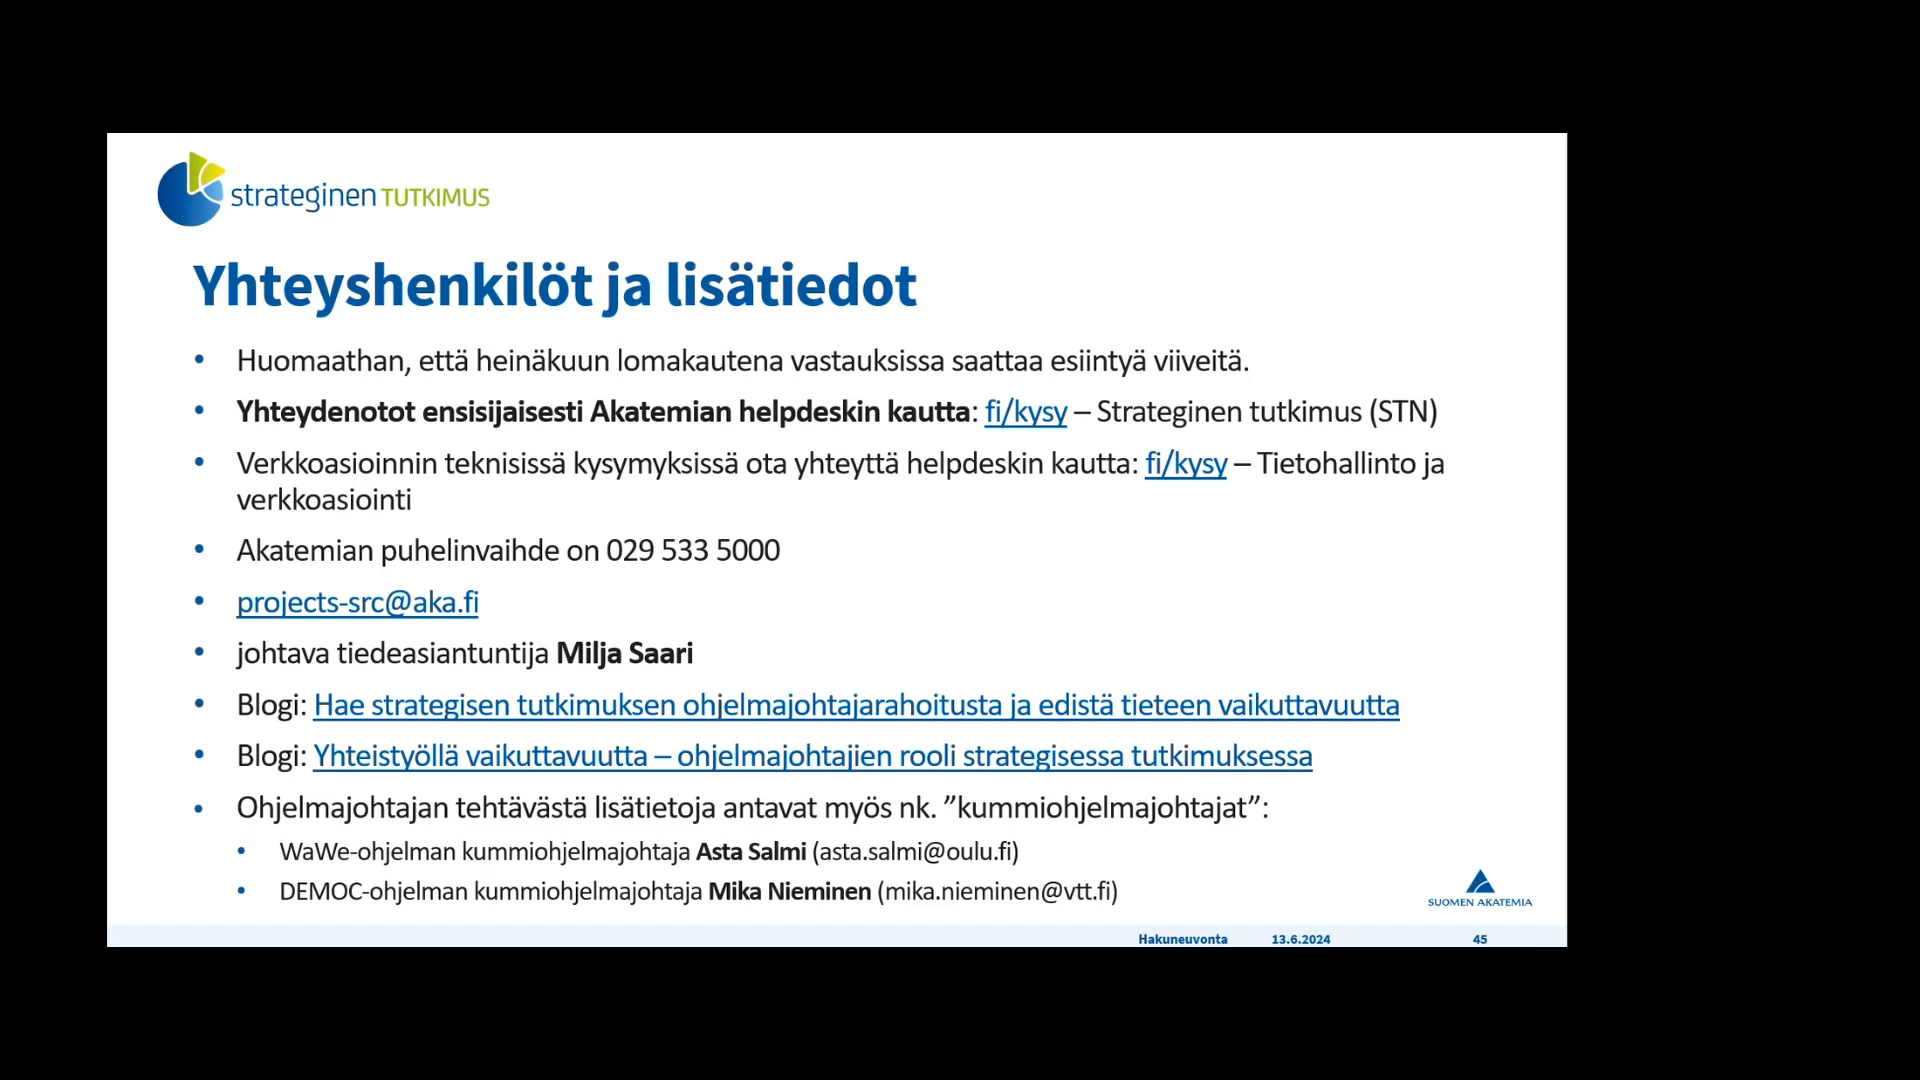 strateginen TUTKIMUS
Yhteyshenkilöt ja lisätiedot
• Huomaathan, että heinäkuun lomakautena vastauksissa saattaa esiintyä viiveitä.
• Yhteydenotot ensisijaisesti Akatemian helpdeskin kautta: fi/kysy – Strateginen tutkimus (STN)
• Verkkoasioinnin teknisissä kysymyksissä ota yhteyttä helpdeskin kautta: fi/kysy – Tietohallinto ja
verkkoasiointi
• Akatemian puhelinvaihde on 029 533 5000
• projects-src@aka.fi
• johtava tiedeasiantuntija Milja Saari
• Blogi: Hae strategisen tutkimuksen ohjelmajohtajarahoitusta ja edistä tieteen vaikuttavuutta
• Blogi: Yhteistyöllä vaikuttavuutta – ohjelmajohtajien rooli strategisessa tutkimuksessa
• Ohjelmajohtajan tehtävästä lisätietoja antavat myös nk. ”kummiohjelmajohtajat”:
• WaWe-ohjelman kummiohjelmajohtaja Asta Salmi (asta.salmi@oulu.fi)
• DEMOC-ohjelman kummiohjelmajohtaja Mika Nieminen (mika.nieminen@vtt.fi)
SUOMEN AKATEMIA
Hakuneuvonta 13.6.2024 45